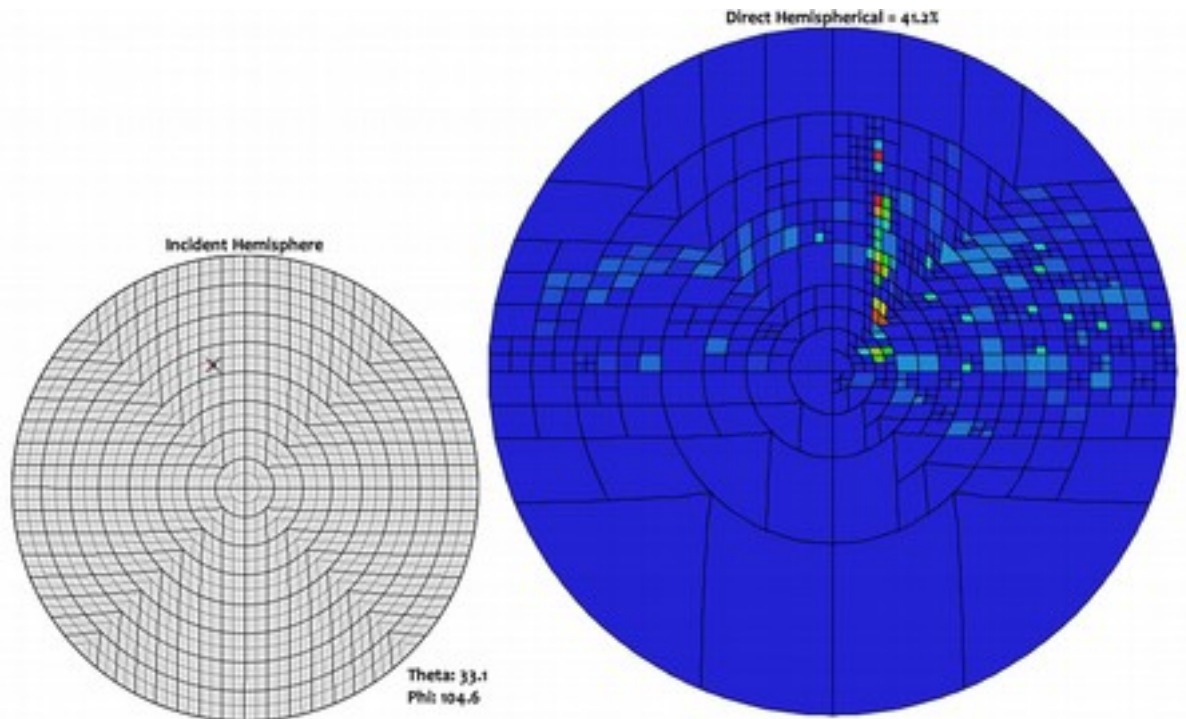 Direct Hemispherical = 41.2%
Incident Hemisphere
Theta: 33.1
Phi: 104.6